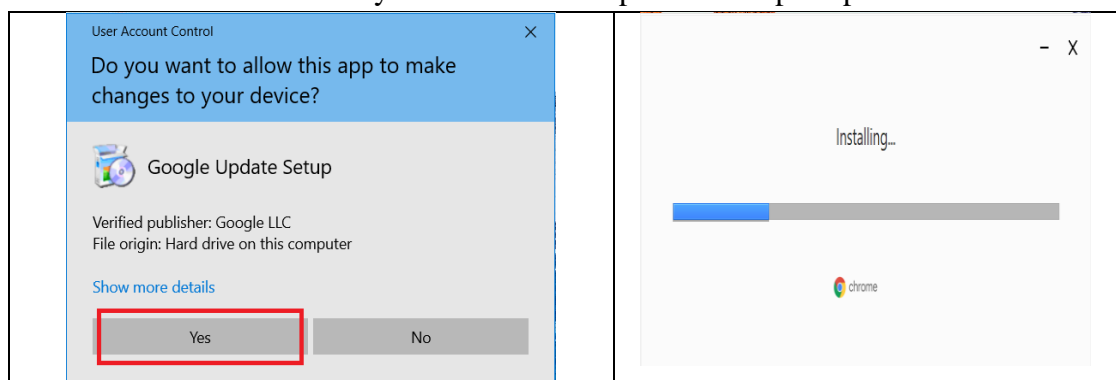 User Account Control
Do you want to allow this app to make
changes to your device?
Google Update Setup
Verified publisher: Google LLC
File origin: Hard drive on this computer
Show more details
Yes
No
Installing...
chrome